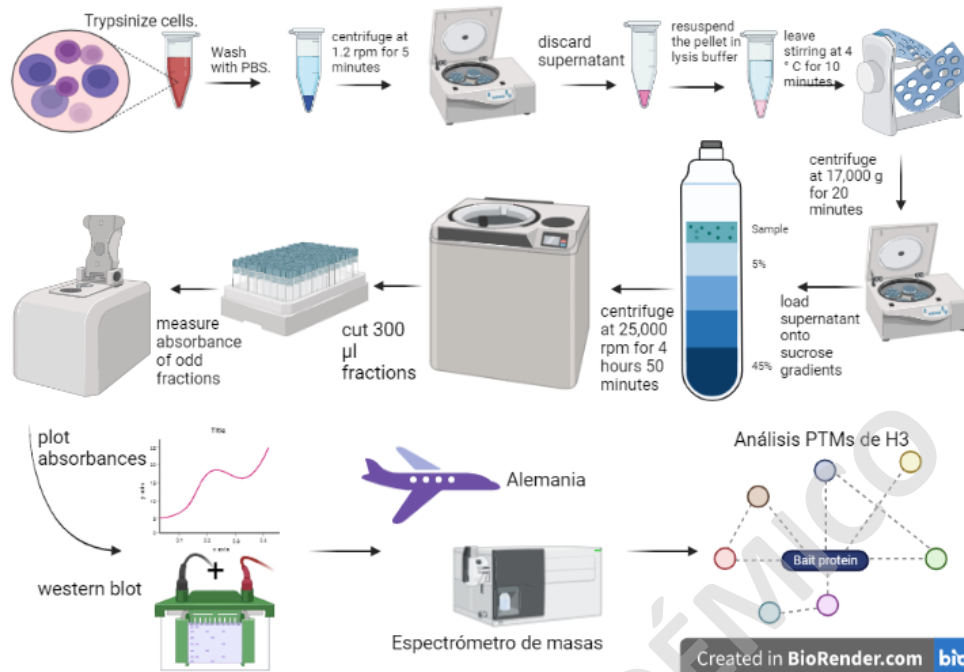 Trypsinize cells.
Wash
with PBS.
centrifuge at
1.2 rpm for 5
minutes
discard
supernatant
resuspend
the pellet in
lysis buffer
leave
stirring at 4
° C for 10
minutes
centrifuge
at 17,000 g
for 20
minutes
load
supernatant
onto
sucrose
gradients
Sample
5%
45%
centrifuge
at 25,000
rpm for 4
hours 50
minutes
cut 300
µl
fractions
measure
absorbance
of odd
fractions
plot
absorbances
Title
0.1
western blot
Alemania
Espectrómetro de masas
Análisis PTMs de H3
Bait protein
DÉMICO
Created in BioRender.com